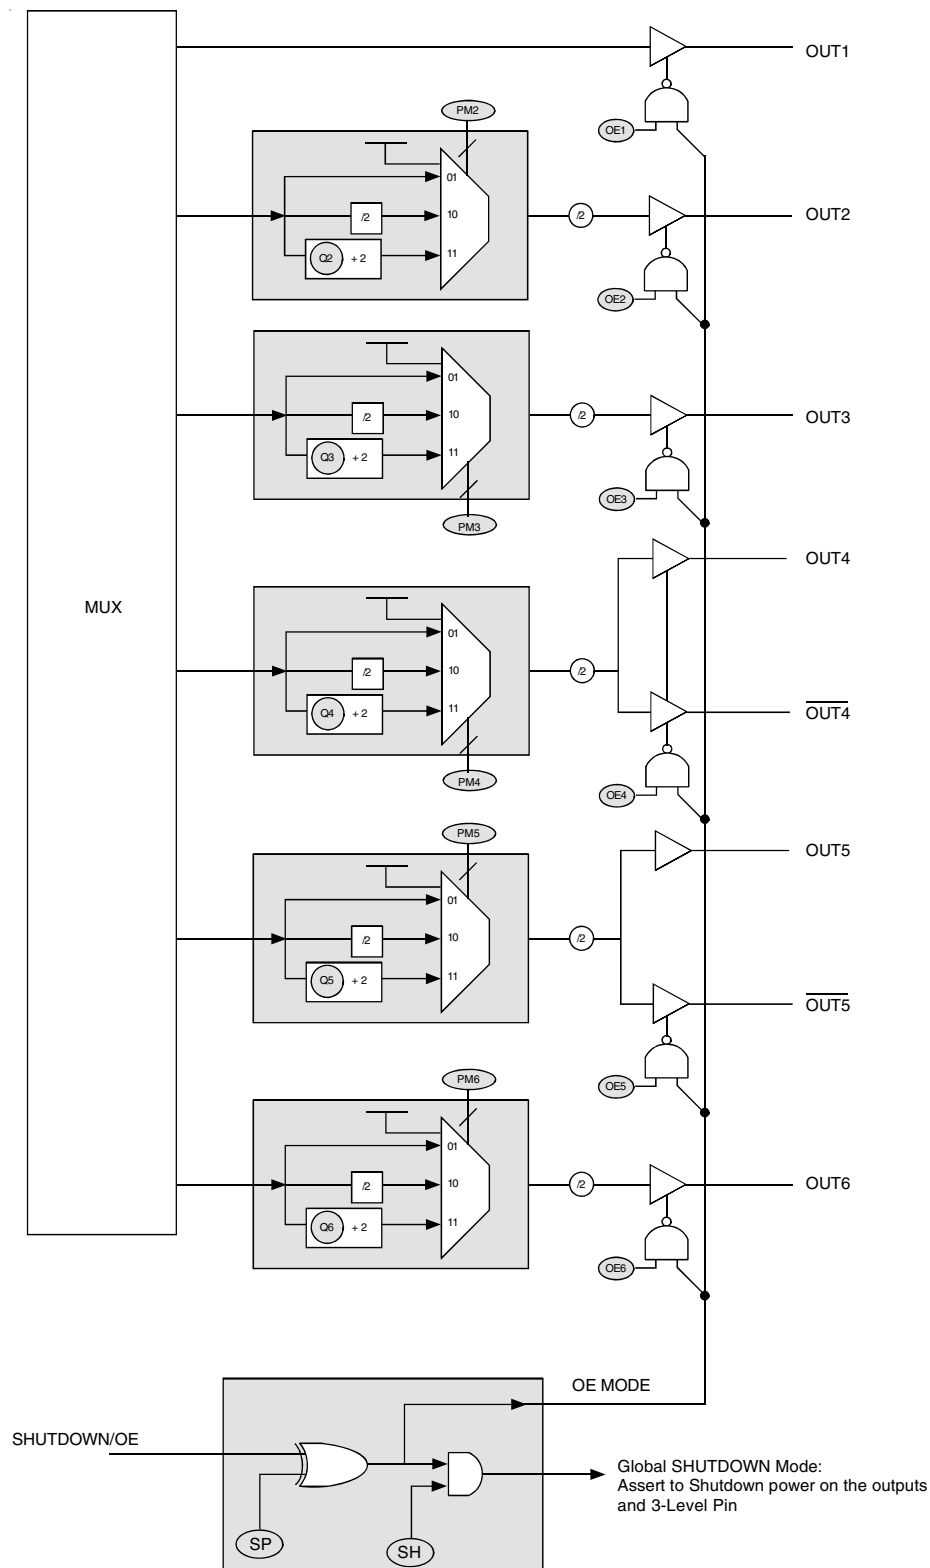 OUT1
OE1
PM2
01
/2
10
Q2 + 2
11
/2
OUT2
OE2
01
/2
10
Q3 + 2
11
PM3
/2
OUT3
OE3
MUX
01
/2
10
Q4 + 2
11
PM4
/2
OUT4
OUT4
OE4
PM5
01
/2
10
Q5 + 2
11
/2
OUT5
OUT5
OE5
PM6
01
/2
10
Q6 + 2
11
/2
OUT6
OE6
OE MODE
SHUTDOWN/OE
SP
SH
Global SHUTDOWN Mode:
Assert to Shutdown power on the outputs
and 3-Level Pin